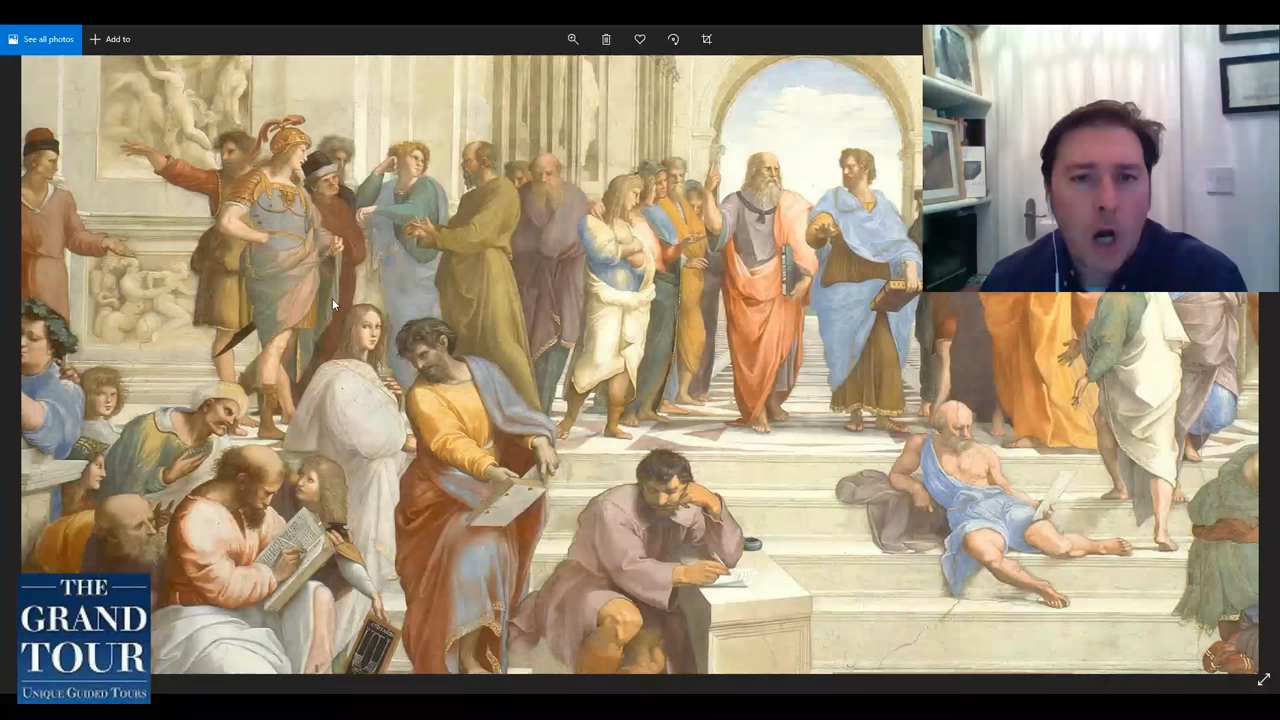 See all photos
Add to
THE
GRAND
TOUR
UNIQUE GUIDED TOURS